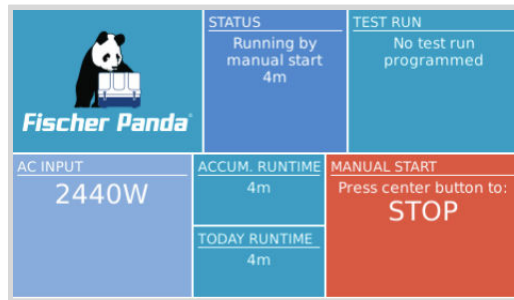 Fischer Panda
STATUS
Running by
manual start
4m
TEST RUN
No test run
programmed
AC INPUT
2440W
ACCUM. RUNTIME
4m
TODAY RUNTIME
4m
MANUAL START
Press center button to:
STOP